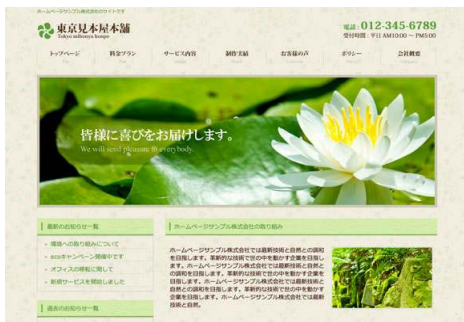 ホームページサンプル株式会社のサイトです
東京見本屋本舗
Tokyo mihonya honpo
電話：012-345-6789
受付時間：平日 AM10:00 ～ PM5:00
トップページ
料金プラン
サービス内容
制作実績
お客様の声
ポリシー
会社概要
皆様に喜びをお届けします。
We will send pleasure to everybody.
最新のお知らせ一覧
環境への取り組みについて
ecoキャンペーン開催中です
オフィスの移転に関して
新規サービスを開始しました
過去のお知らせ一覧
ホームページサンプル株式会社の取り組み
ホームページサンプル株式会社では最新技術と自然との調和
を目指します。革新的な技術で世の中を動かす企業を目指し
ます。ホームページサンプル株式会社では最新技術と自然と
の調和を目指します。革新的な技術で世の中を動かす企業を
目指します。ホームページサンプル株式会社では最新技術と
自然との調和を目指します。革新的な技術で世の中を動かす
企業を目指します。ホームページサンプル株式会社では最新
技術と自然。